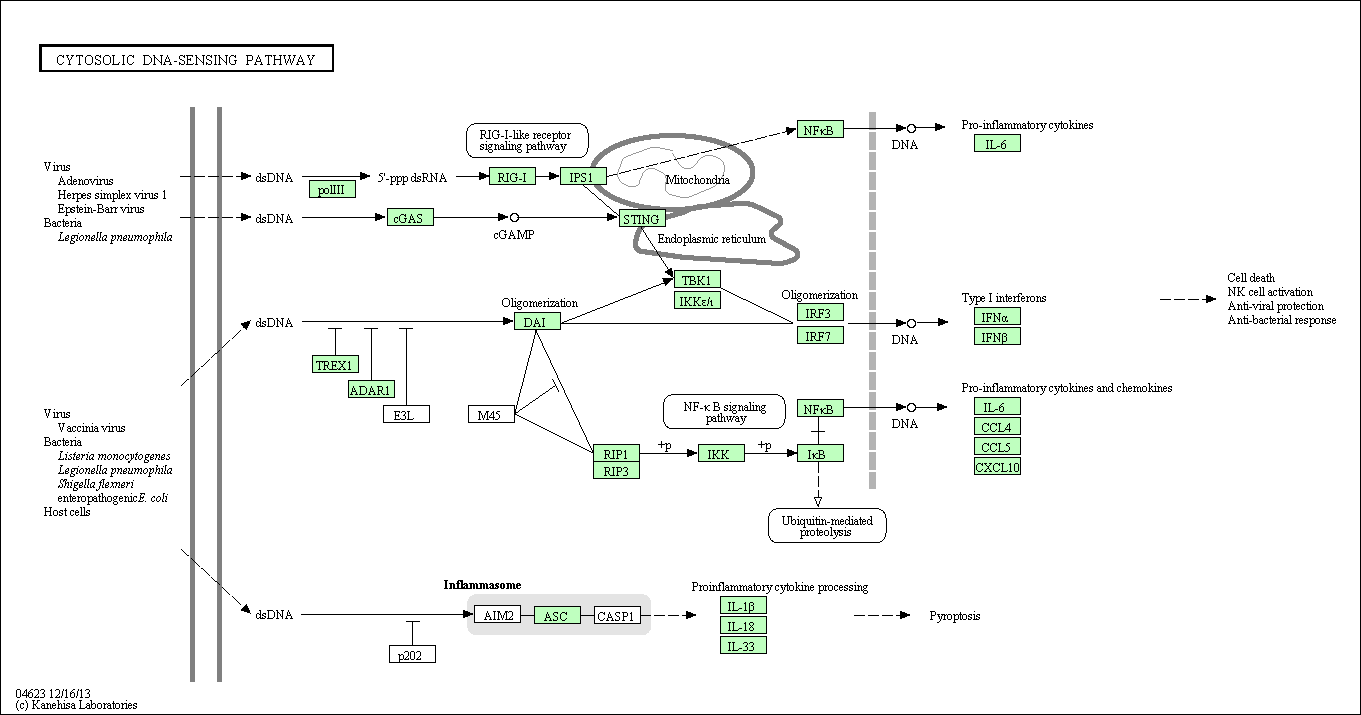 CYTOSOLIC DNA-SENSING PATHWAY
RIG-I-like receptor
signaling pathway
NFκB
DNA
Pro-inflammatory cytokines
IL-6
Virus
Adenovirus
Herpes simplex virus 1
Epstein-Barr virus
Bacteria
Legionella pneumophila
dsDNA
polIII
5'-ppp dsRNA
RIG-I
IPS1
Mitochondria
dsDNA
cGAS
cGAMP
STING
Endoplasmic reticulum
TBK1
IKKε/ι
Oligomerization
dsDNA
DAI
Oligomerization
IRF3
IRF7
DNA
Type I interferons
IFNα
IFNβ
Cell death
NK cell activation
Anti-viral protection
Anti-bacterial response
TREX1
ADAR1
E3L
M45
NF-κ B signaling
pathway
NFκB
DNA
Pro-inflammatory cytokines and chemokines
IL-6
CCL4
CCL5
CXCL10
Virus
Vaccinia virus
Bacteria
Listeria monocytogenes
Legionella pneumophila
Shigella flexneri
enteropathogenicE. coli
Host cells
RIP1
RIP3
+p
IKK
+p
IκB
Ubiquitin-mediated
proteolysis
Inflammasome
dsDNA
AIM2
ASC
CASP1
p202
Proinflammatory cytokine processing
IL-1β
IL-18
IL-33
Pyroptosis
04623 12/16/13
(c) Kanehisa Laboratories